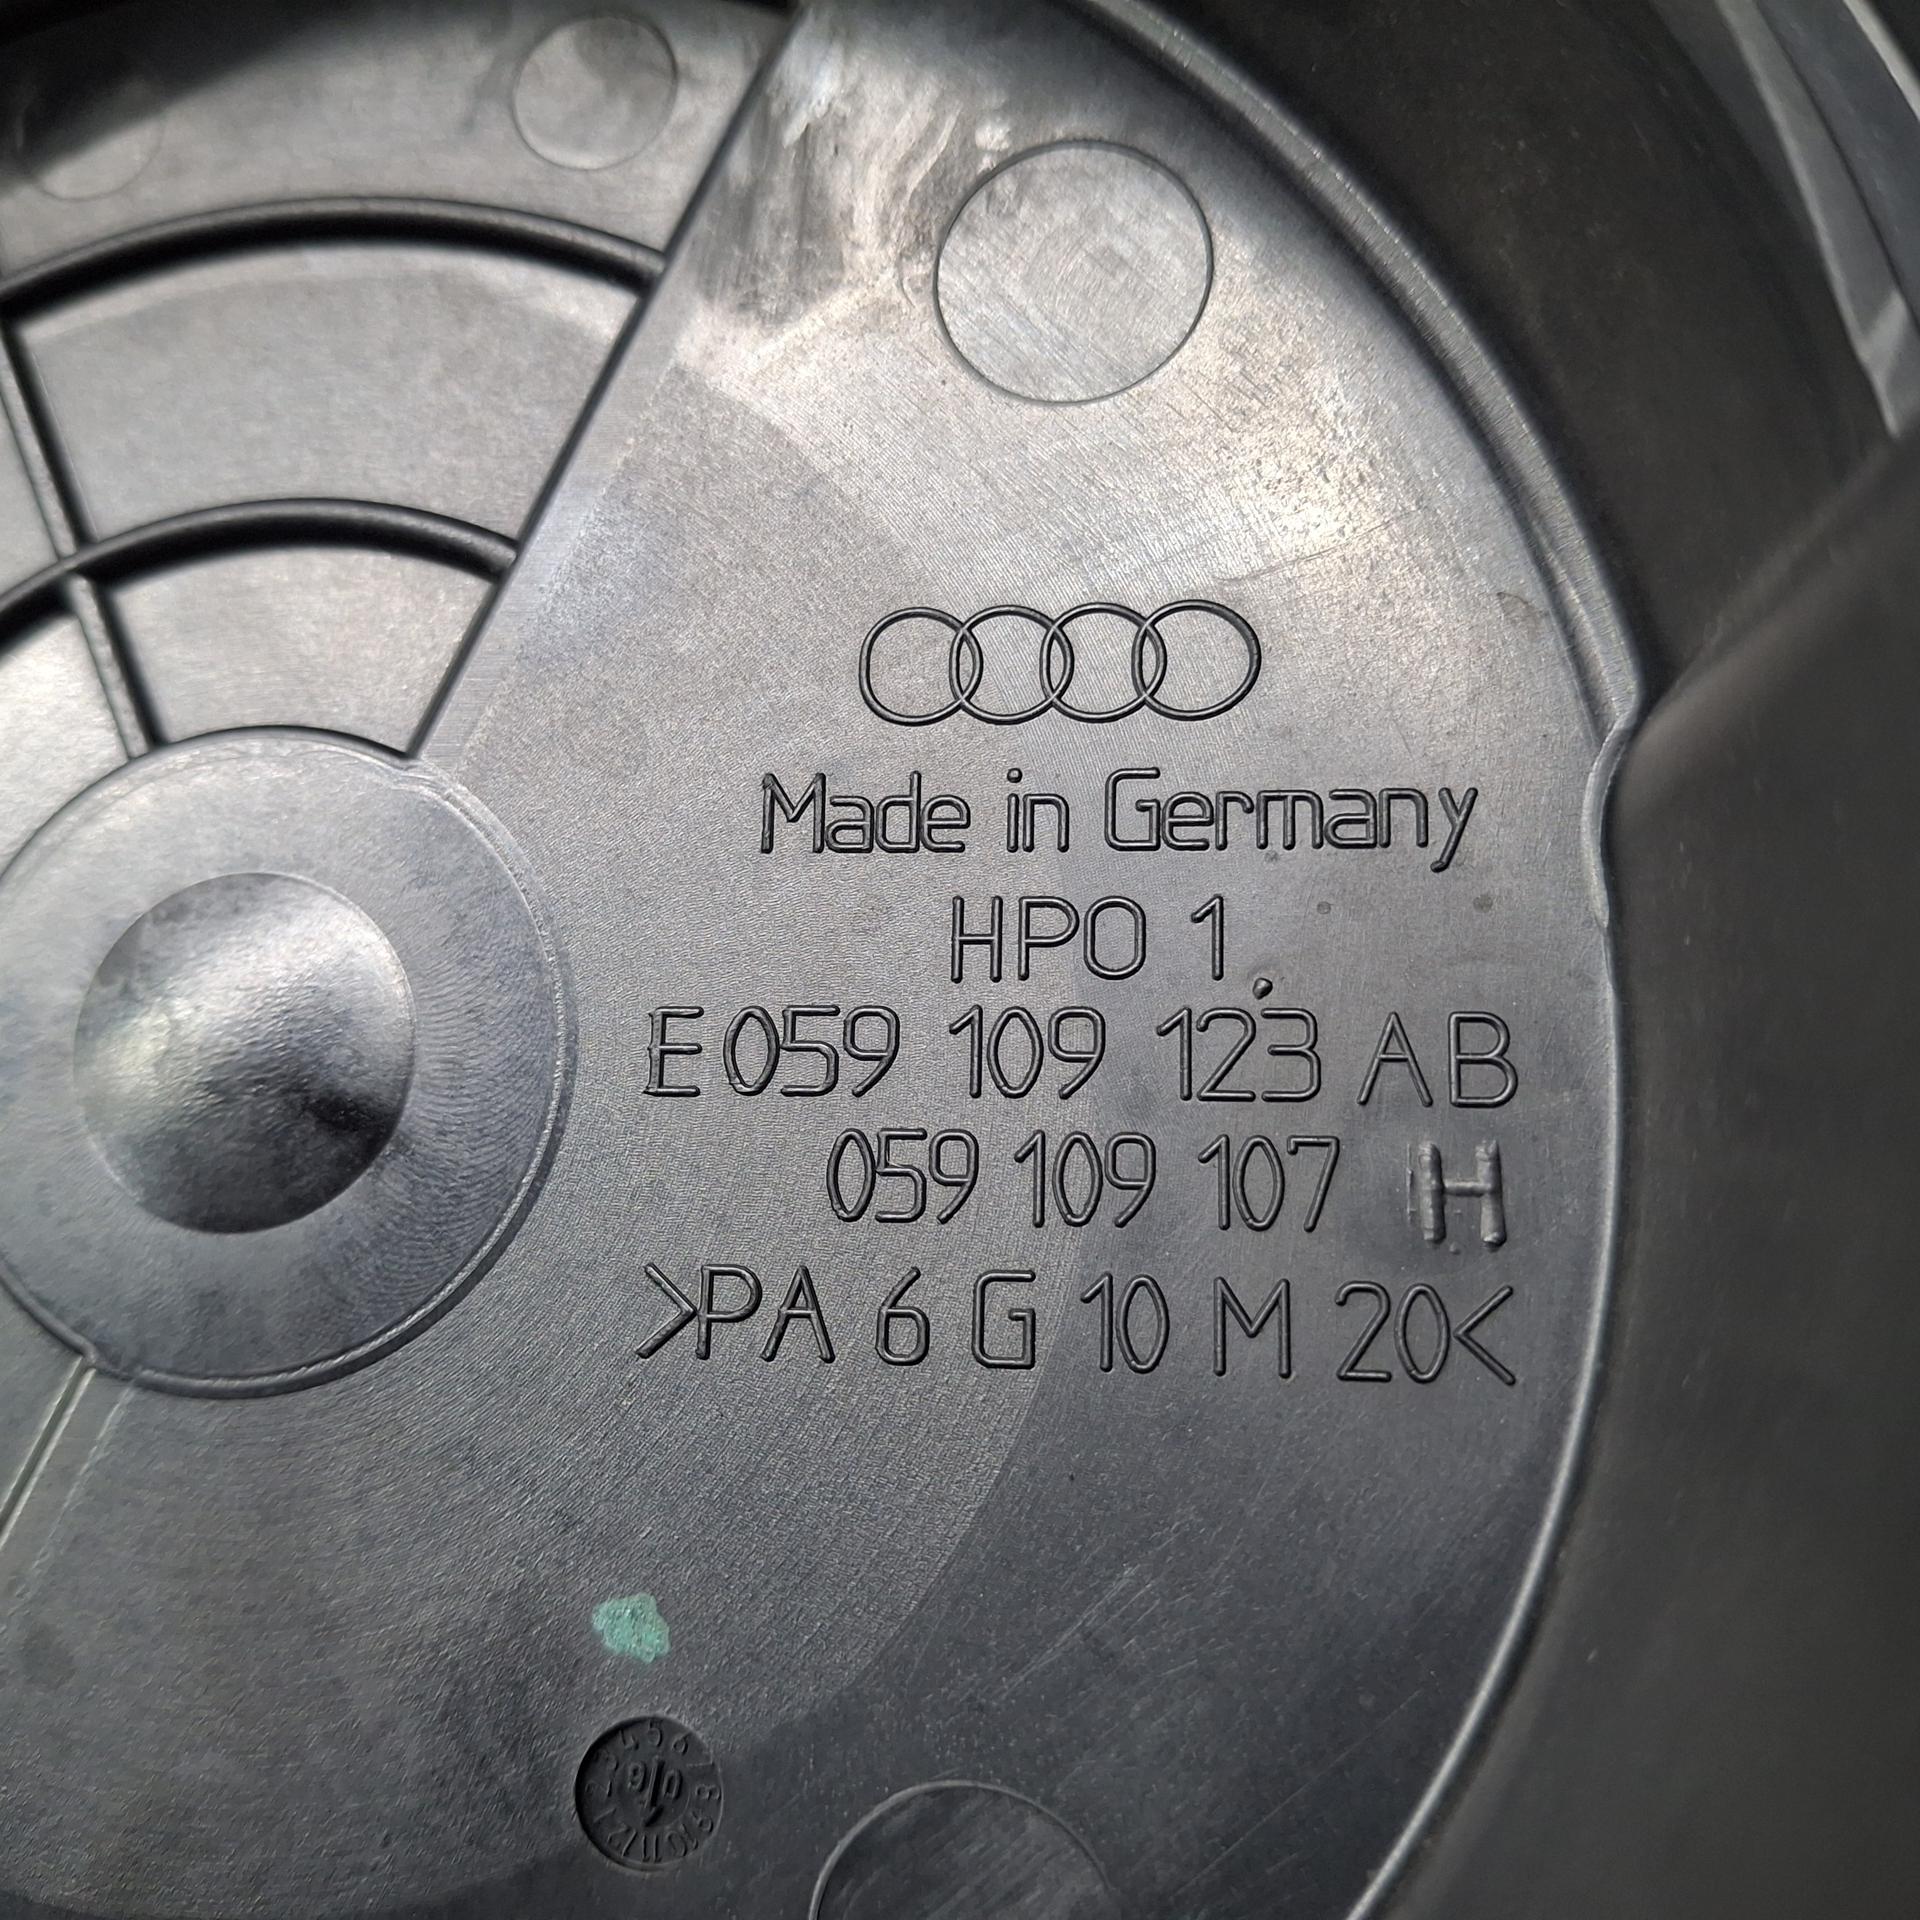 Made in Germany
HPO 1
E 059 109 123 AB
059 109 107 H
>PA 6 G 10 M 20<